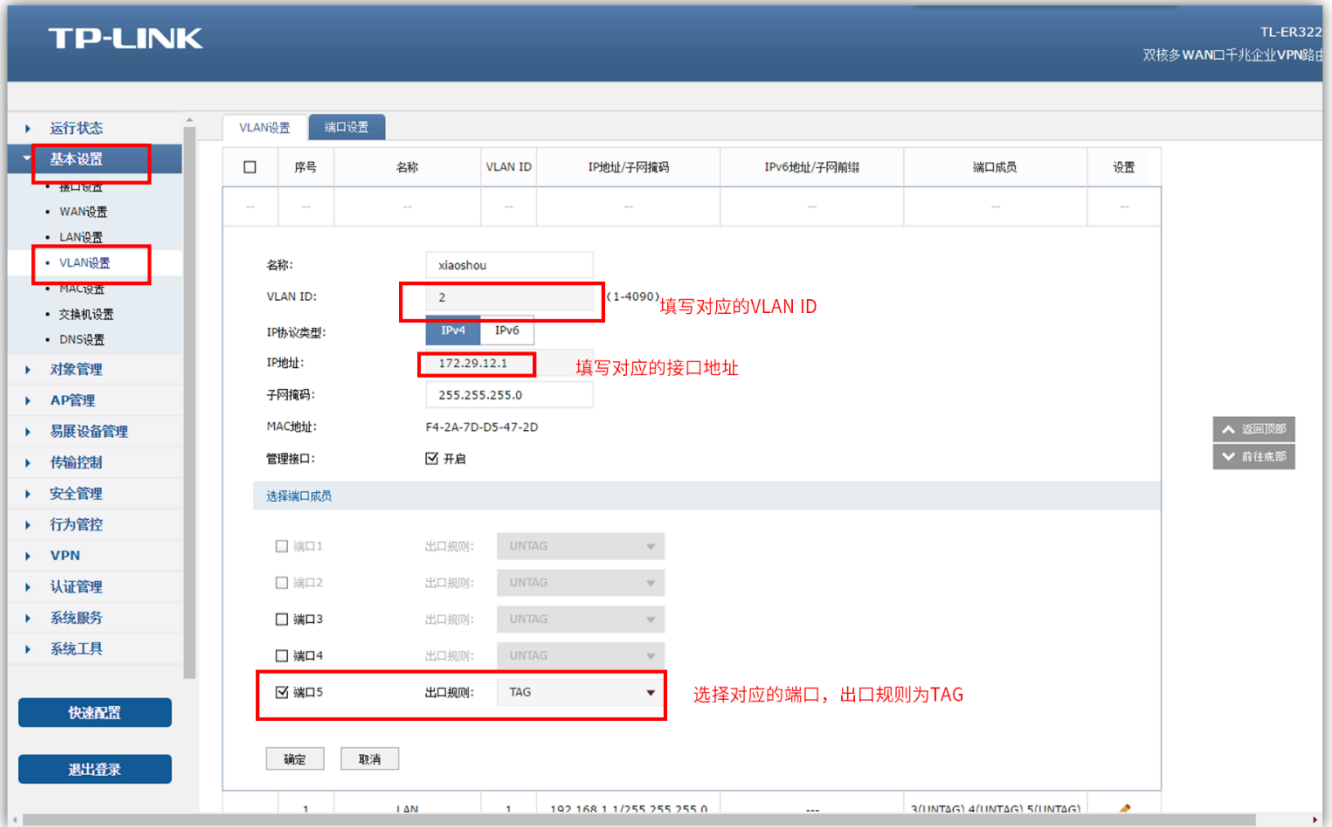 TP-LINK
TL-ER322
双核多WAN口千兆企业VPN路由
运行状态
基本设置
接口设置
WAN设置
LAN设置
VLAN设置
MAC设置
交换机设置
DNS设置
对象管理
AP管理
易展设备管理
传输控制
安全管理
行为管控
VPN
认证管理
系统服务
系统工具
快速配置
退出登录
VLAN设置 端口设置
序号 名称 VLAN ID IP地址/子网掩码 IPv6地址/子网前缀 端口成员 设置
-- -- -- -- -- -- -- --
名称: xiaoshou
VLAN ID: 2 (1-4090) 填写对应的VLAN ID
IP协议类型: IPv4 IPv6
IP地址: 172.29.12.1 填写对应的接口地址
子网掩码: 255.255.255.0
MAC地址: F4-2A-7D-D5-47-2D
管理接口: 开启
选择端口成员
端口1 出口规则: UNTAG
端口2 出口规则: UNTAG
端口3 出口规则: UNTAG
端口4 出口规则: UNTAG
端口5 出口规则: TAG 选择对应的端口，出口规则为TAG
确定 取消
1 LAN 1 192.168.1.1/255.255.255.0 --- 3(UNTAG) 4(UNTAG) 5(UNTAG)
返回顶部
前往底部